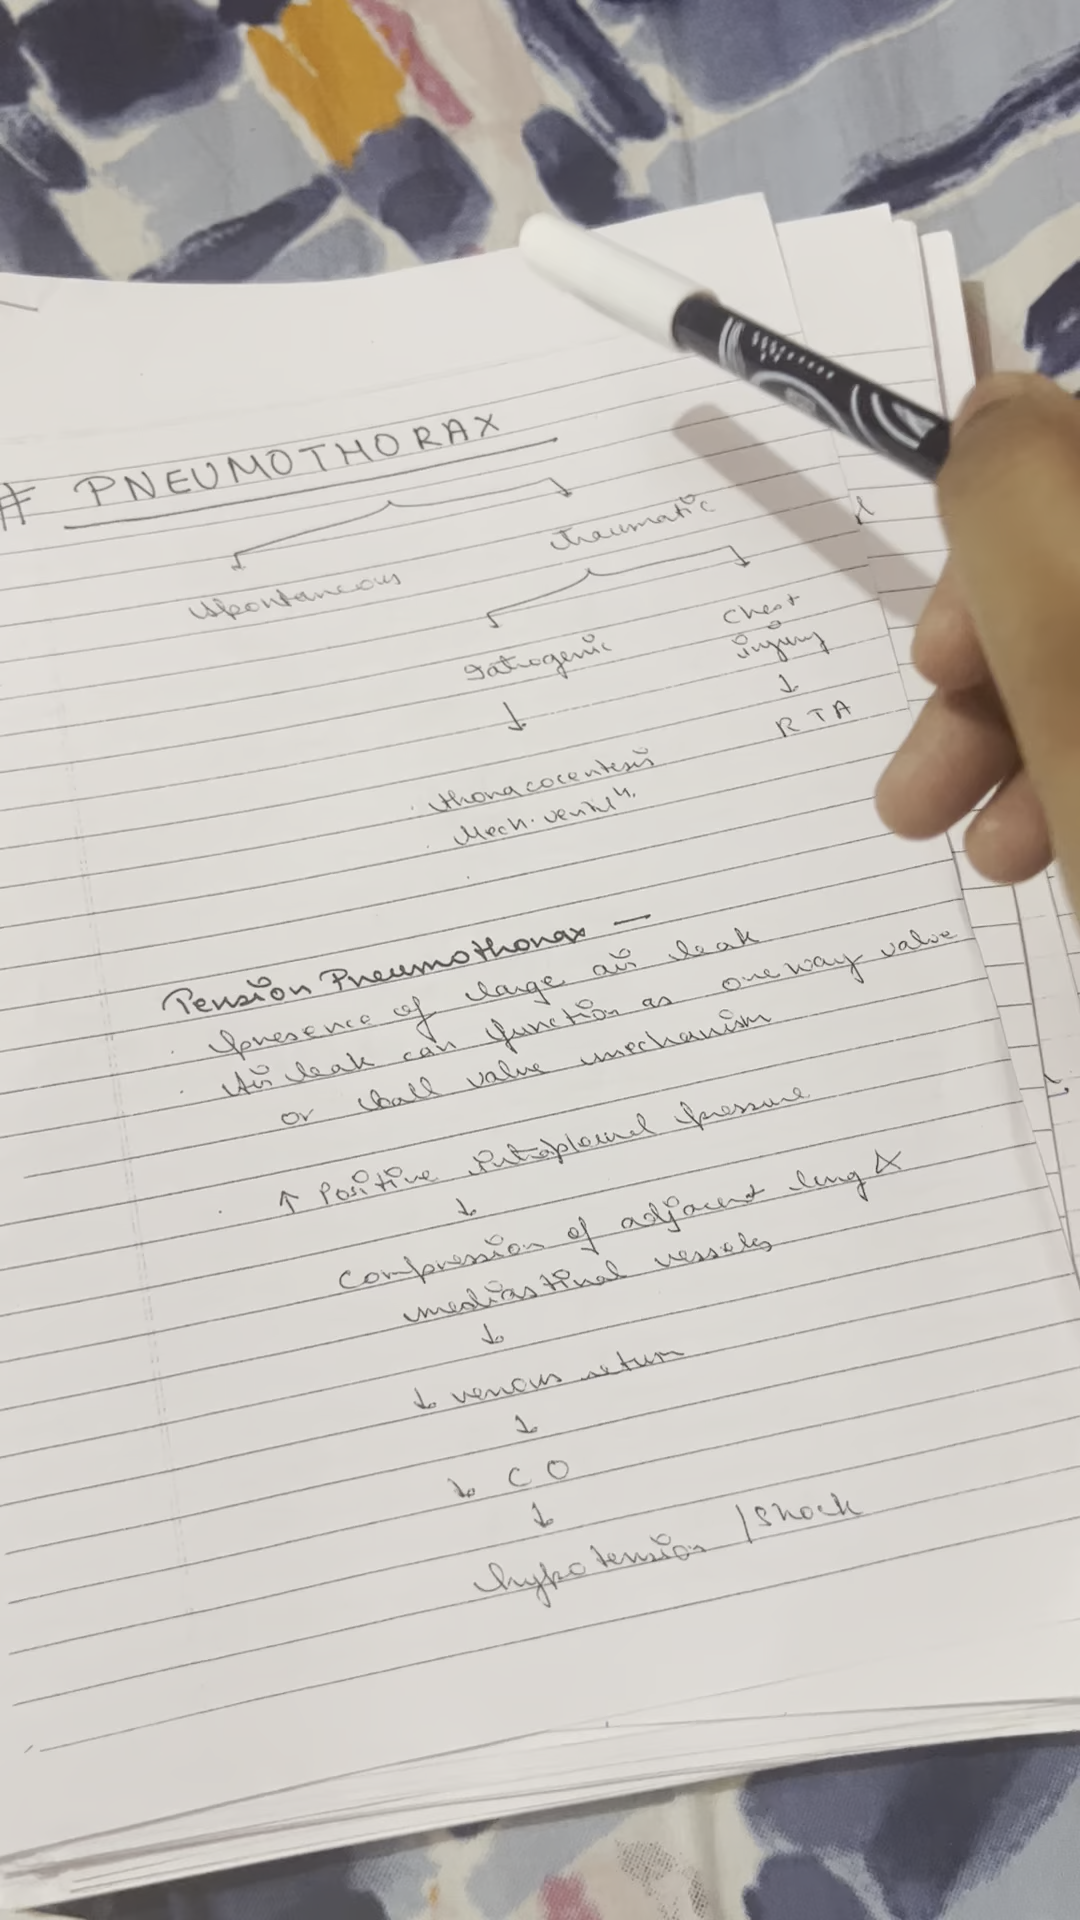 # PNEUMOTHORAX
Spontaneous
traumatic
Iatrogenic
Chest
injury
RTA
thoracocentesis
Mech. ventilⁿ.
Tension Pneumothorax —
presence of large air leak
Air leak can function as one way valve
or ball valve mechanism
↑ Positive intrapleural pressure
↓
Compression of adjacent lung &
mediastinal vessels
↓
↓ venous return
↓
↓ CO
↓
hypotension / Shock